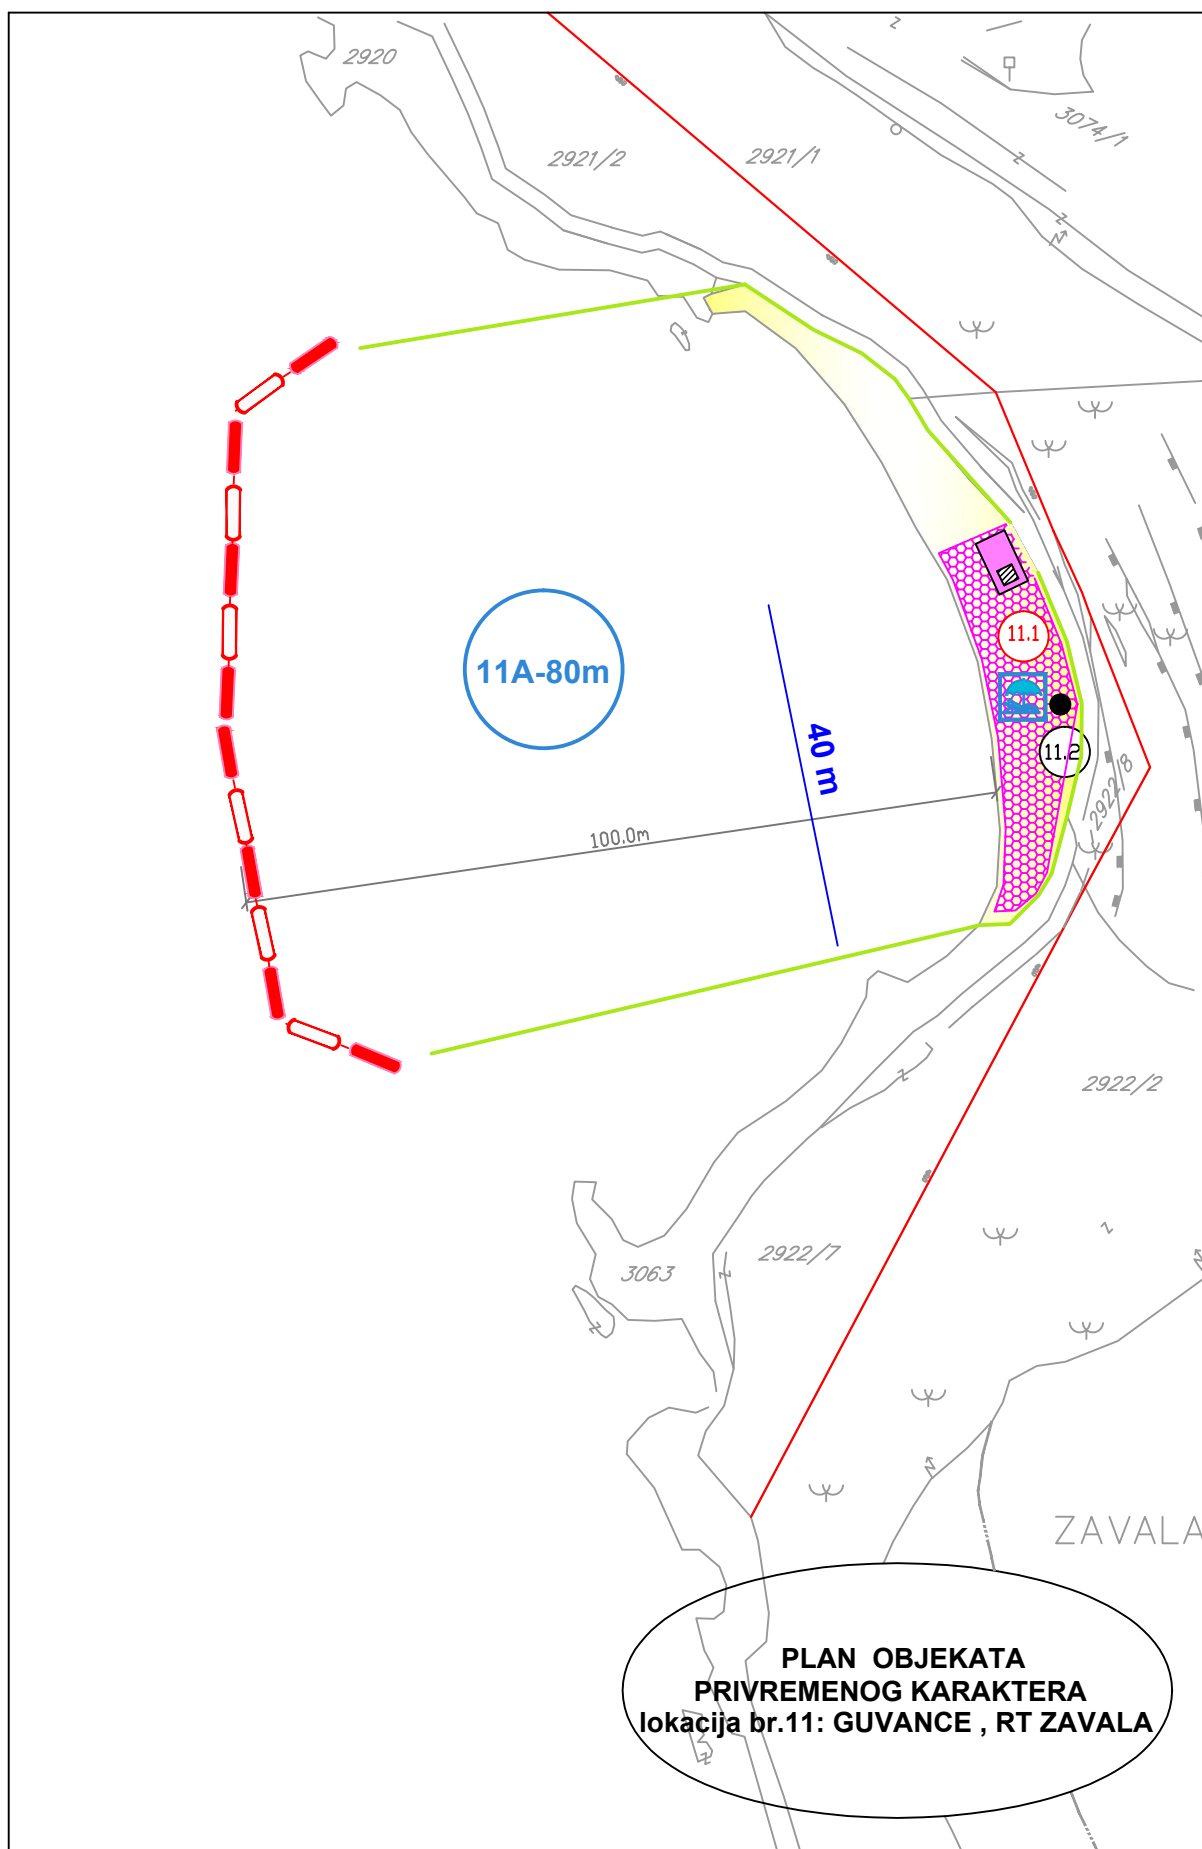 2920
2921/2
2921/1
3074/1
11A-80m
11.1
40 m
11.2
2922/8
100.0m
2922/2
2922/7
3063
ZAVALA
PLAN OBJEKATA
PRIVREMENOG KARAKTERA
lokacija br.11: GUVANCE , RT ZAVALA